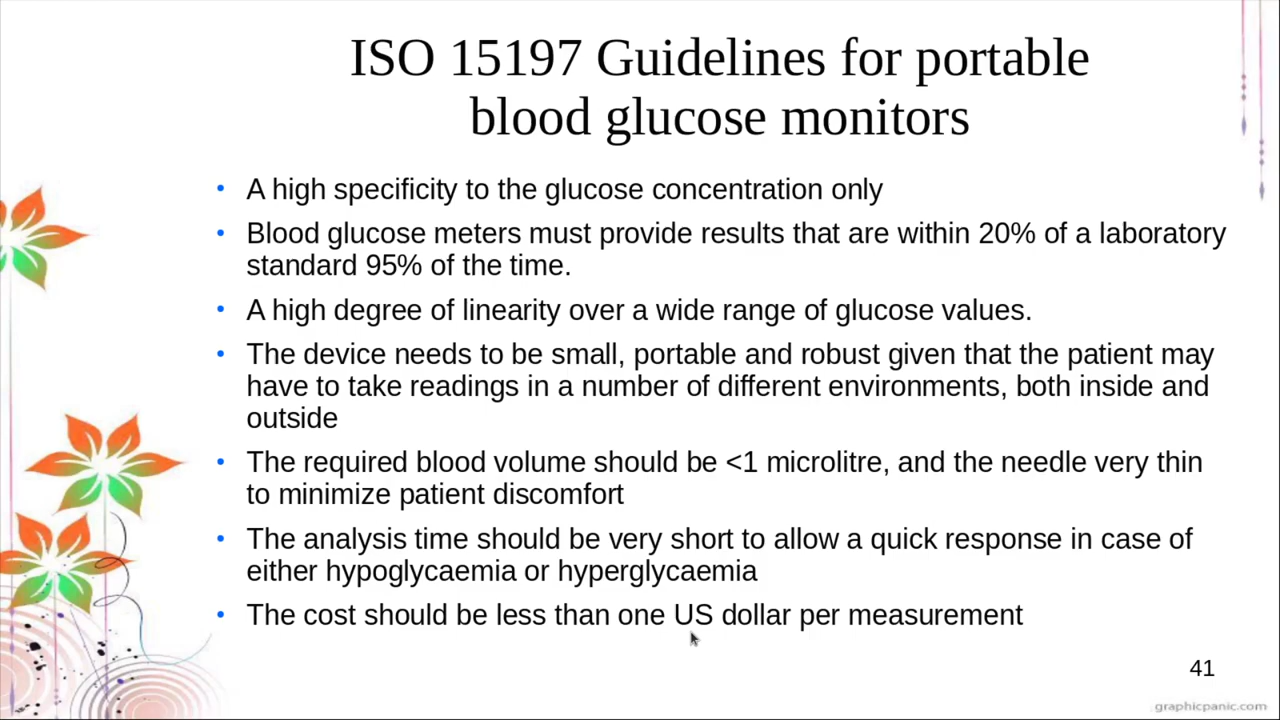 ISO 15197 Guidelines for portable
blood glucose monitors
• A high specificity to the glucose concentration only
• Blood glucose meters must provide results that are within 20% of a laboratory
standard 95% of the time.
• A high degree of linearity over a wide range of glucose values.
• The device needs to be small, portable and robust given that the patient may
have to take readings in a number of different environments, both inside and
outside
• The required blood volume should be <1 microlitre, and the needle very thin
to minimize patient discomfort
• The analysis time should be very short to allow a quick response in case of
either hypoglycaemia or hyperglycaemia
• The cost should be less than one US dollar per measurement
41
graphicpanic.com